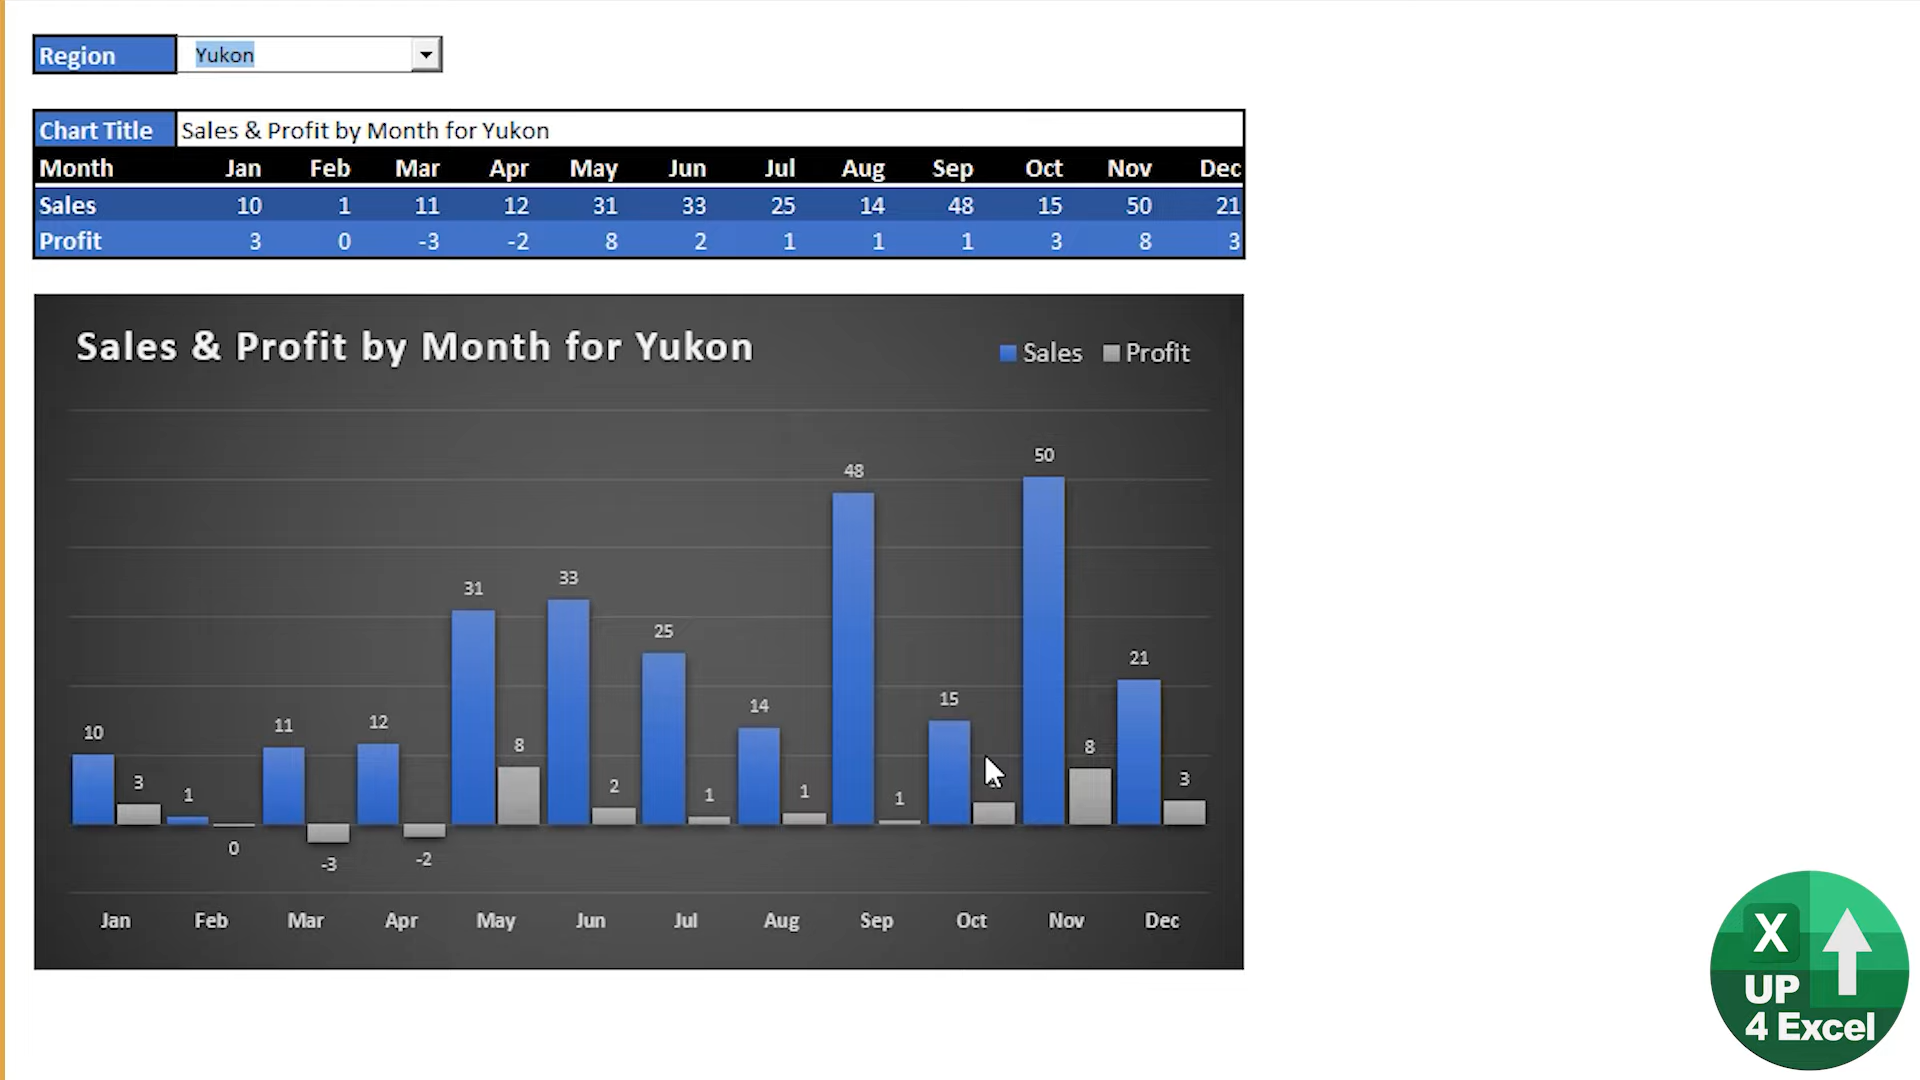 Region Yukon
Chart Title Sales & Profit by Month for Yukon
Month Jan Feb Mar Apr May Jun Jul Aug Sep Oct Nov Dec
Sales 10 1 11 12 31 33 25 14 48 15 50 21
Profit 3 0 -3 -2 8 2 1 1 1 3 8 3
Sales & Profit by Month for Yukon
Sales Profit
50
48
33
31
25
21
15
14
12
11
10
8 8
3 1 2 1 1 1 3
0 -3 -2
Jan Feb Mar Apr May Jun Jul Aug Sep Oct Nov Dec
X
UP
4 Excel